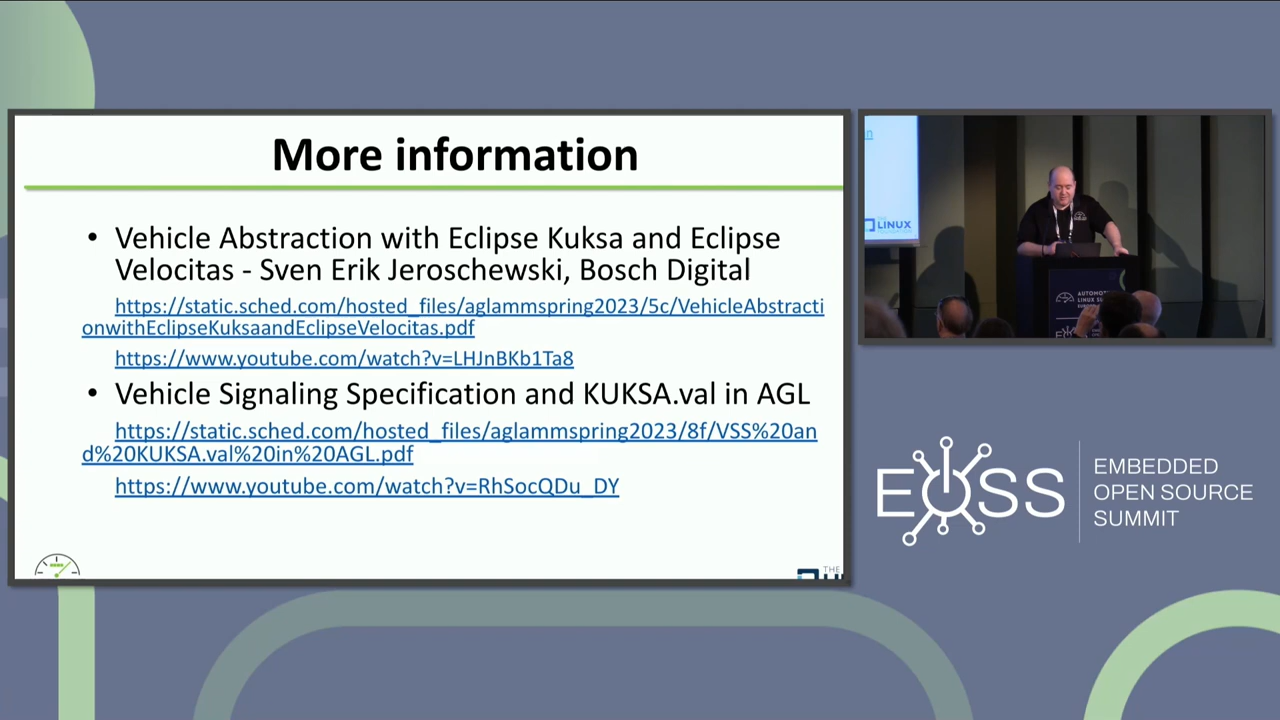 More information
• Vehicle Abstraction with Eclipse Kuksa and Eclipse
Velocitas - Sven Erik Jeroschewski, Bosch Digital
https://static.sched.com/hosted_files/aglammspring2023/5c/VehicleAbstracti
onwithEclipseKuksaandEclipseVelocitas.pdf
https://www.youtube.com/watch?v=LHJnBKb1Ta8
• Vehicle Signaling Specification and KUKSA.val in AGL
https://static.sched.com/hosted_files/aglammspring2023/8f/VSS%20an
d%20KUKSA.val%20in%20AGL.pdf
https://www.youtube.com/watch?v=RhSocQDu_DY
THE
LINUX
EOSS
EMBEDDED
OPEN SOURCE
SUMMIT